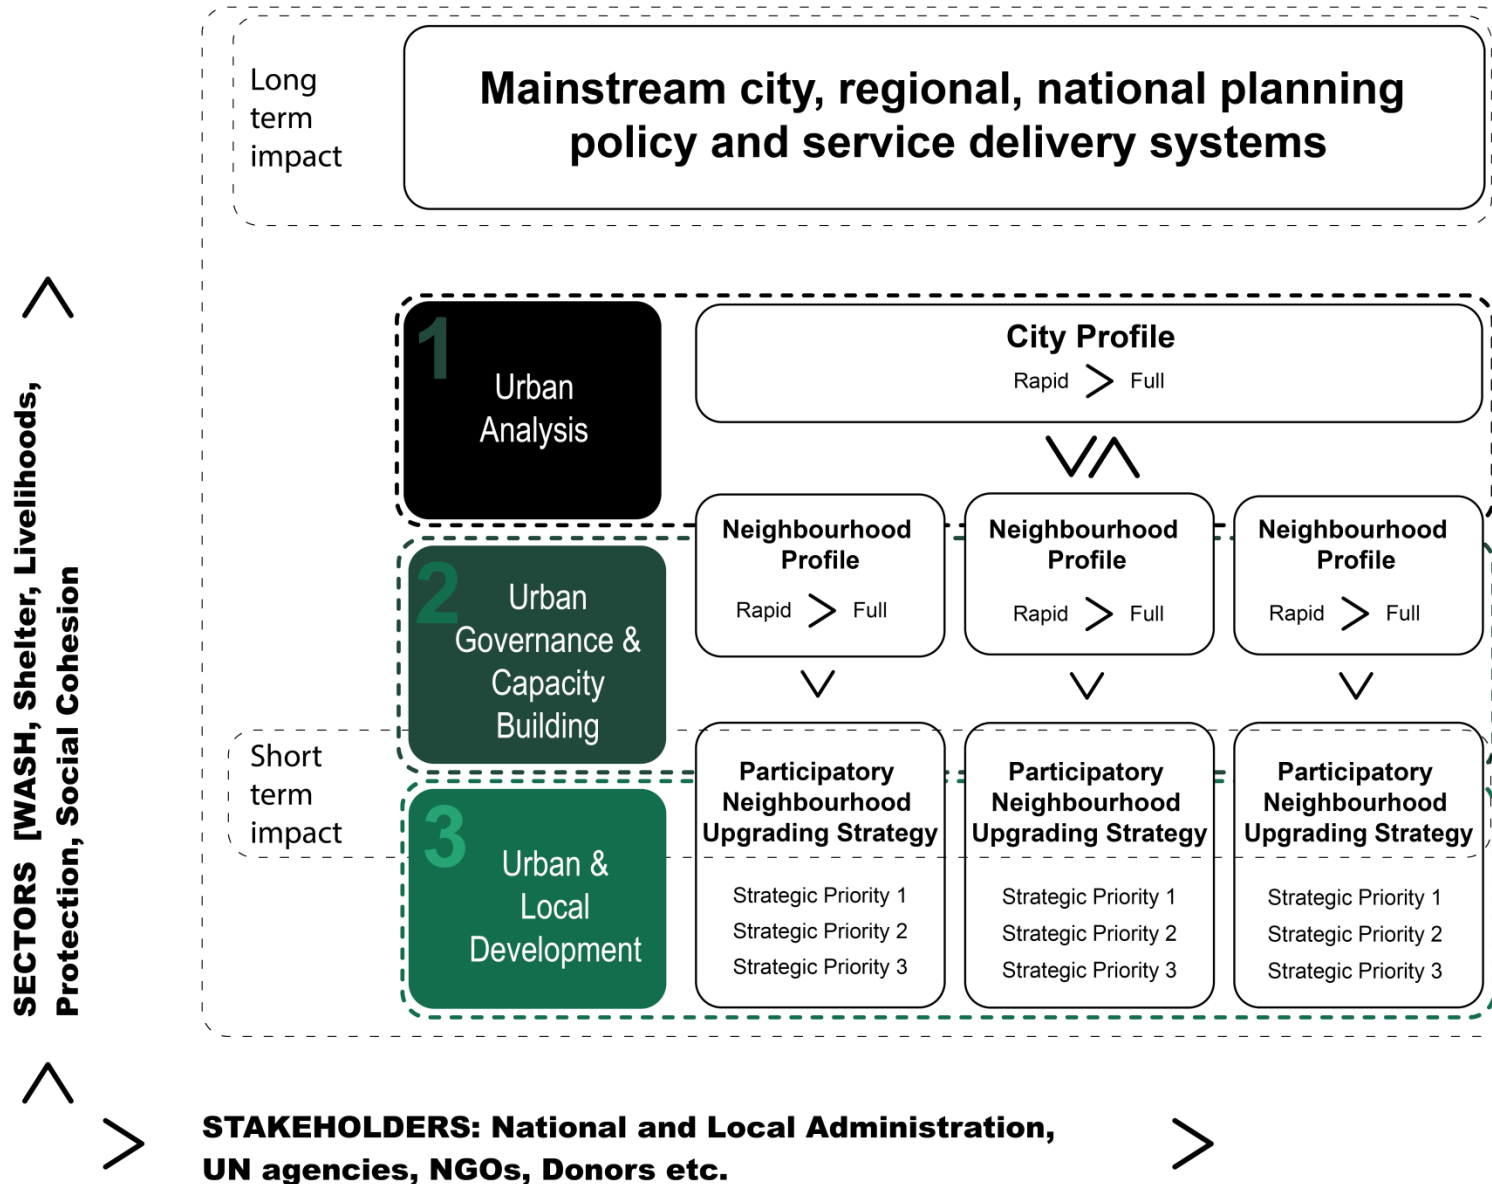 Long
term
impact
Mainstream city, regional, national planning
policy and service delivery systems
1
Urban
Analysis
City Profile
Rapid > Full
2
Urban
Governance &
Capacity
Building
Neighbourhood
Profile
Rapid > Full
Neighbourhood
Profile
Rapid > Full
Neighbourhood
Profile
Rapid > Full
Short
term
impact
3
Urban &
Local
Development
Participatory
Neighbourhood
Upgrading Strategy
Strategic Priority 1
Strategic Priority 2
Strategic Priority 3
Participatory
Neighbourhood
Upgrading Strategy
Strategic Priority 1
Strategic Priority 2
Strategic Priority 3
Participatory
Neighbourhood
Upgrading Strategy
Strategic Priority 1
Strategic Priority 2
Strategic Priority 3
SECTORS [WASH, Shelter, Livelihoods,
Protection, Social Cohesion
STAKEHOLDERS: National and Local Administration,
UN agencies, NGOs, Donors etc.